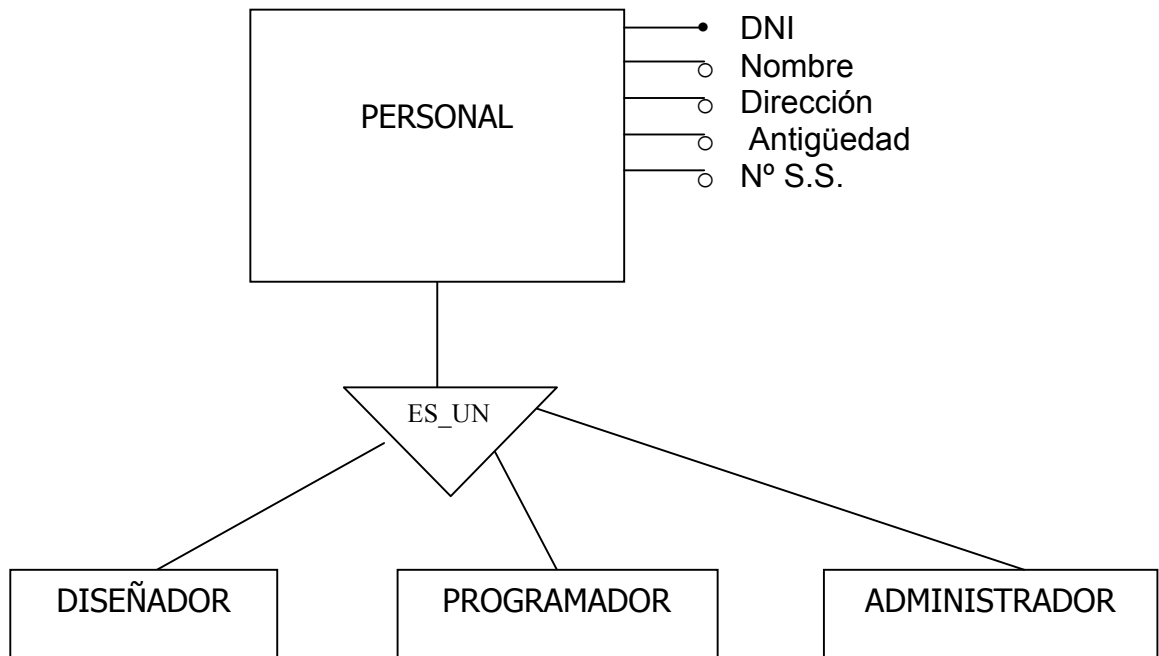 DNI
Nombre
Dirección
PERSONAL
Antigüedad
Nº S.S.
ES_UN
DISEÑADOR
PROGRAMADOR
ADMINISTRADOR